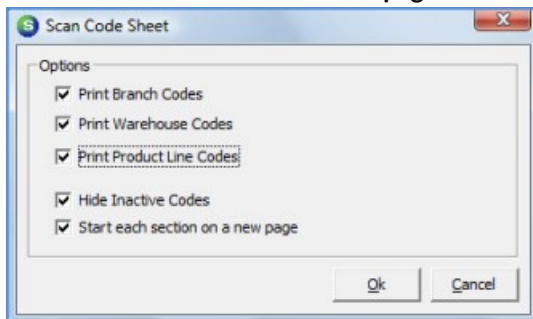 Scan Code Sheet
Options
Print Branch Codes
Print Warehouse Codes
Print Product Line Codes
Hide Inactive Codes
Start each section on a new page
Ok
Cancel